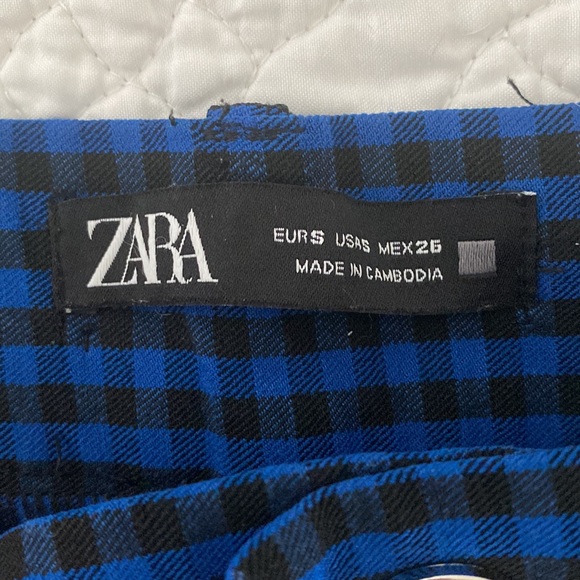 ZARA
EUR S USA S MEX 26
MADE IN CAMBODIA